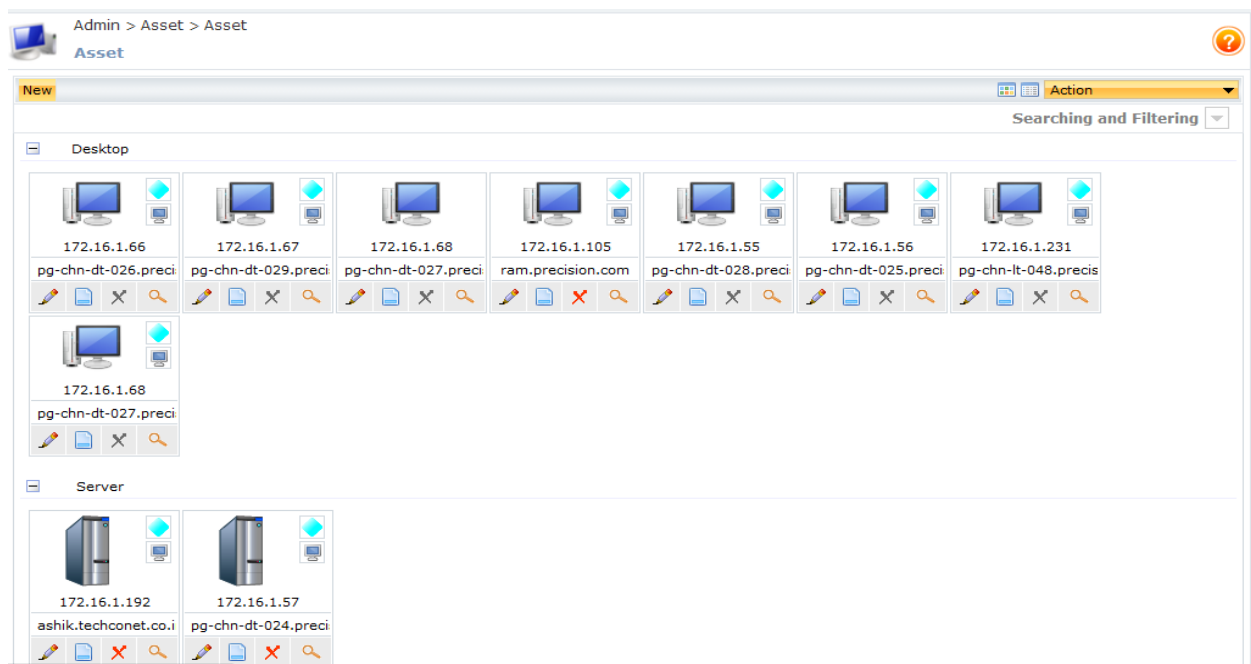 Admin > Asset > Asset
Asset
New Action
Searching and Filtering
Desktop
172.16.1.66 172.16.1.67 172.16.1.68 172.16.1.105 172.16.1.55 172.16.1.56 172.16.1.231
pg-chn-dt-026.preci pg-chn-dt-029.preci pg-chn-dt-027.preci ram.precision.com pg-chn-dt-028.preci pg-chn-dt-025.preci pg-chn-lt-048.precis
172.16.1.68
pg-chn-dt-027.preci
Server
172.16.1.192 172.16.1.57
ashik.techconet.co.i pg-chn-dt-024.preci